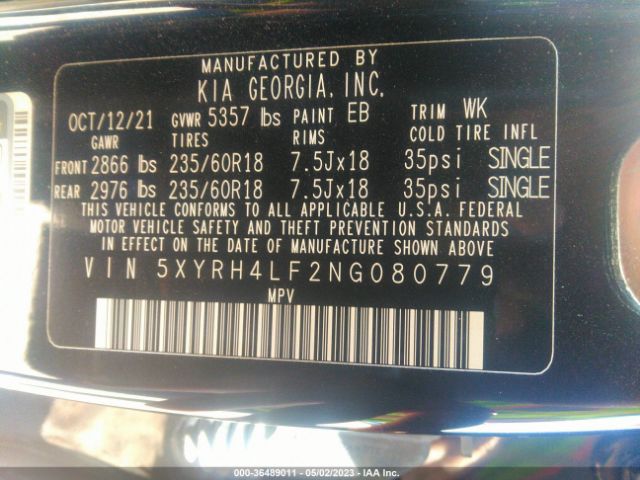 MANUFACTURED BY
KIA GEORGIA, INC.
OCT/12/21 GVWR 5357 lbs PAINT EB TRIM WK
GAWR TIRES RIMS COLD TIRE INFL
FRONT 2866 lbs 235/60R18 7.5Jx18 35psi SINGLE
REAR 2976 lbs 235/60R18 7.5Jx18 35psi SINGLE
THIS VEHICLE CONFORMS TO ALL APPLICABLE U.S.A. FEDERAL
MOTOR VEHICLE SAFETY AND THEFT PREVENTION STANDARDS
IN EFFECT ON THE DATE OF MANUFACTURE SHOWN ABOVE
VIN 5XYRH4LF2NG080779
MPV
000-36489011 - 05/02/2023 - IAA Inc.